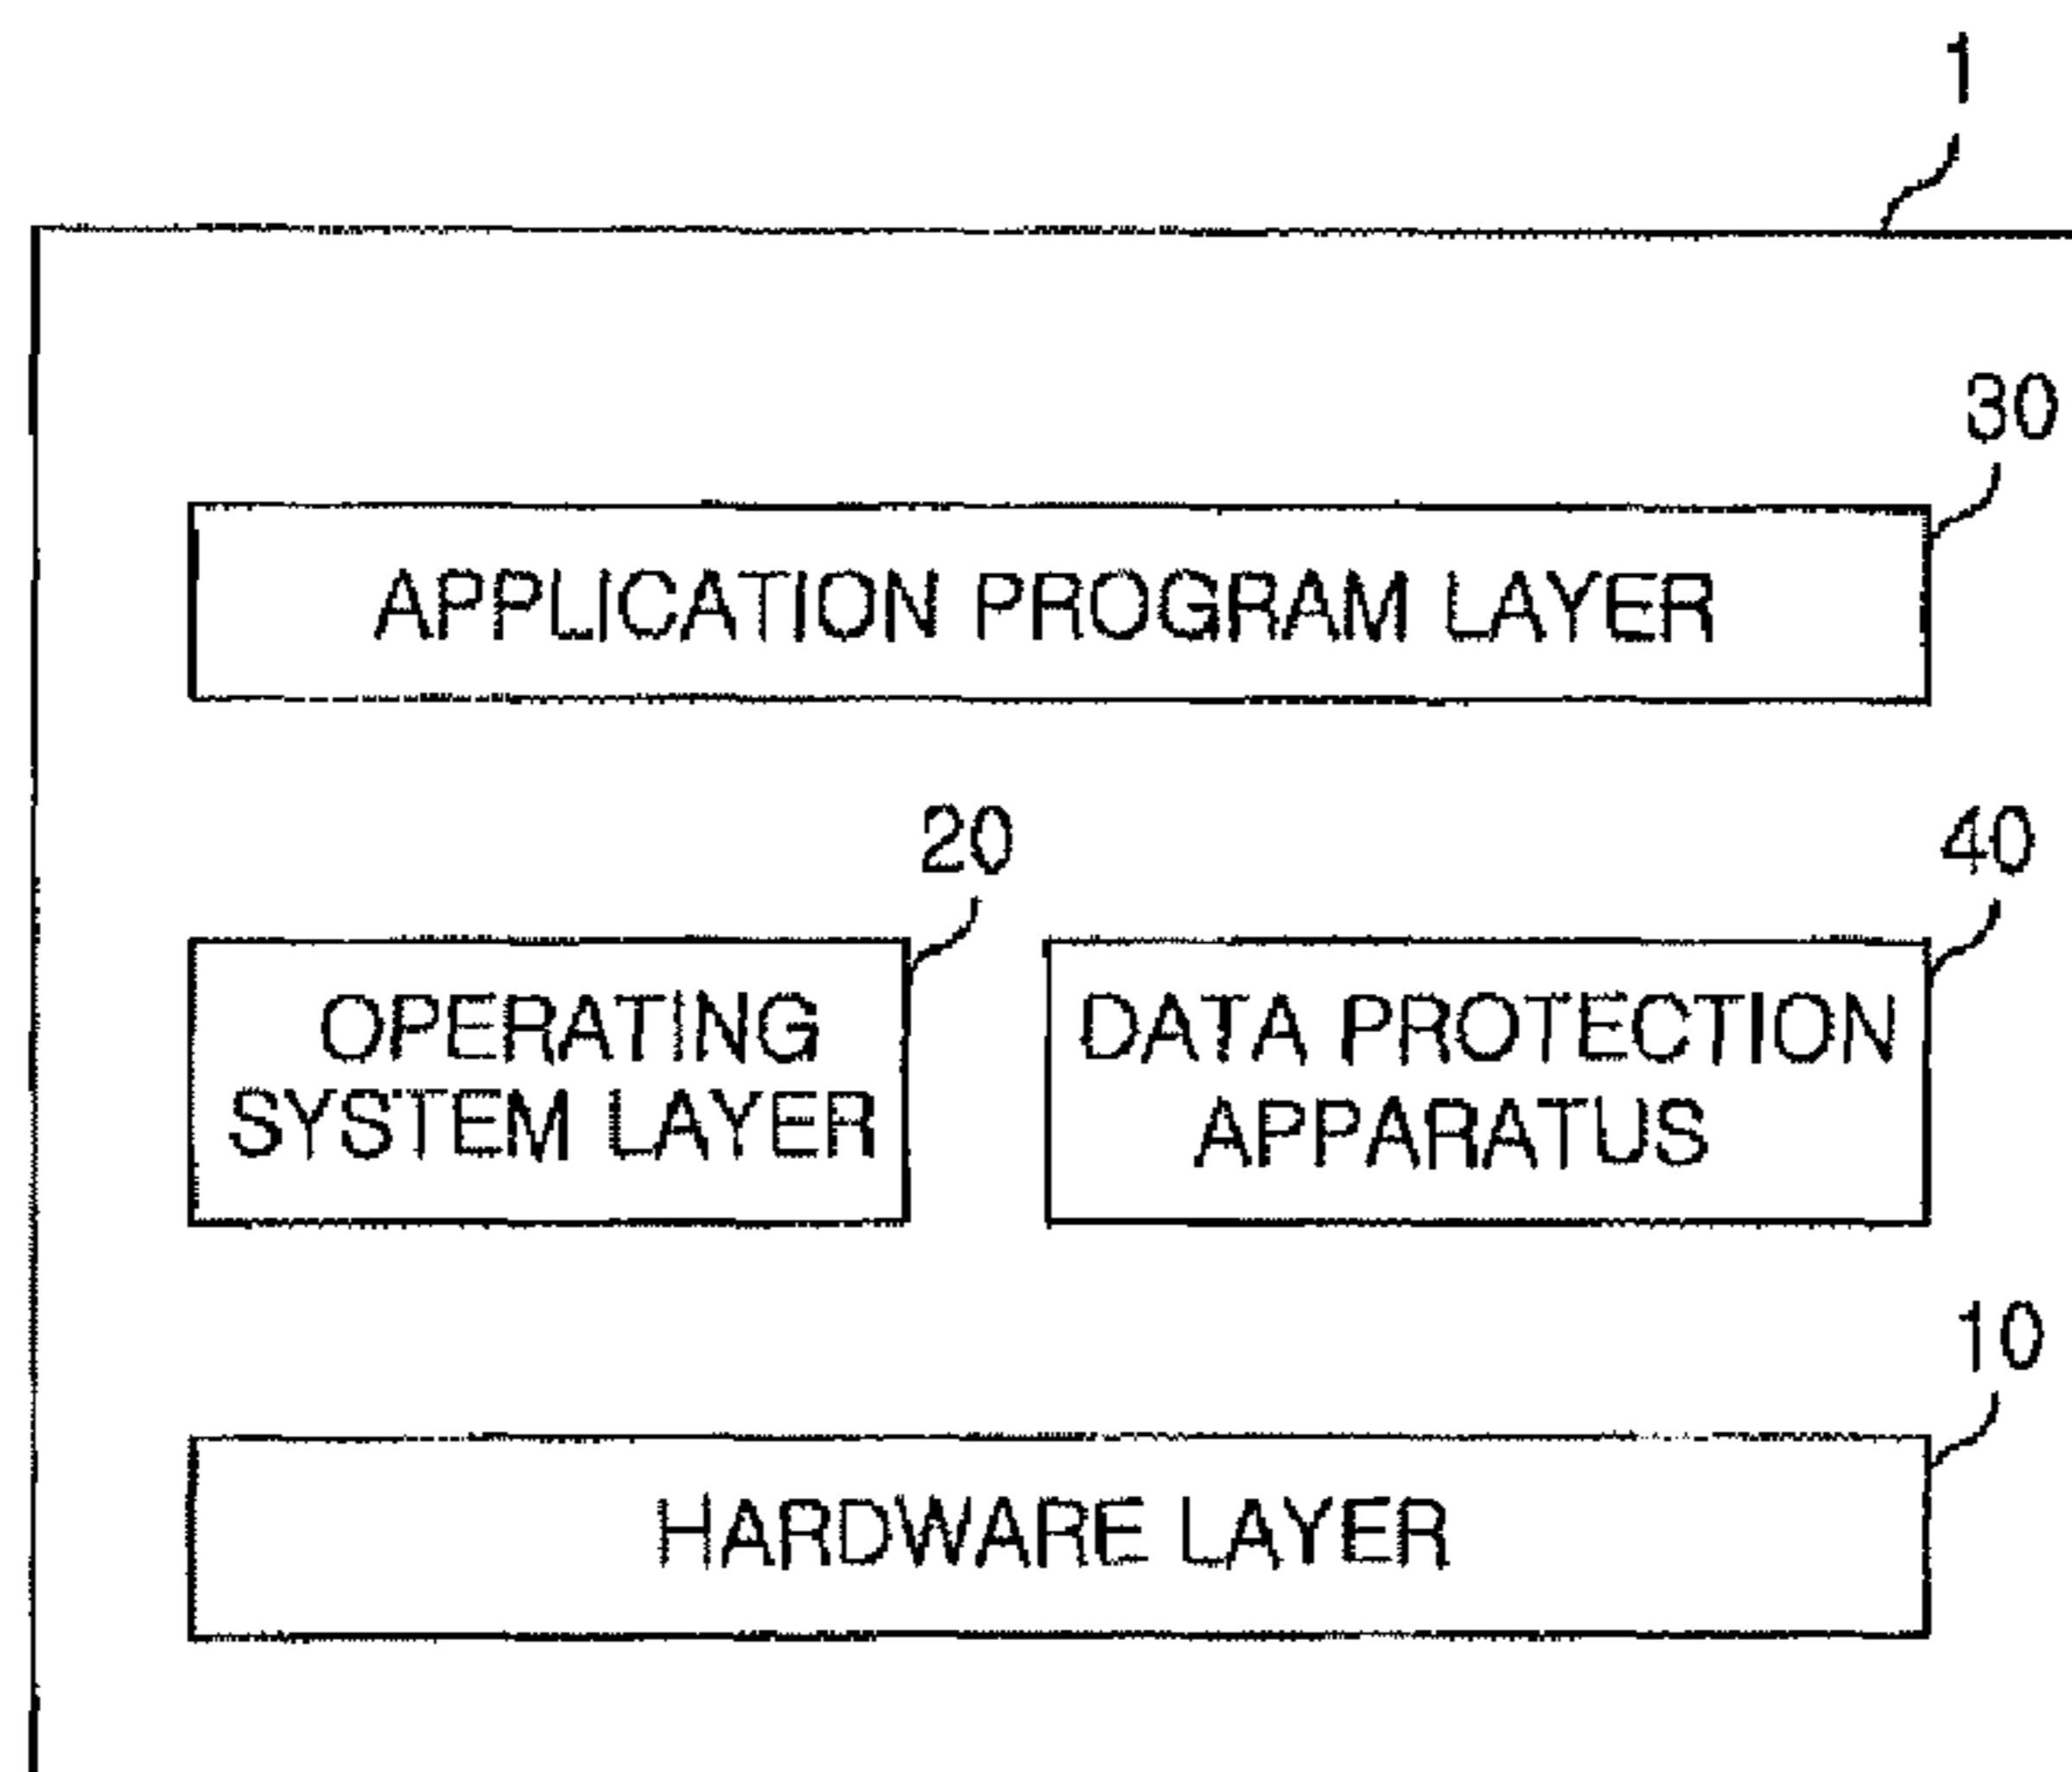 1
30
APPLICATION PROGRAM LAYER
20
40
OPERATING
SYSTEM LAYER
DATA PROTECTION
APPARATUS
10
HARDWARE LAYER